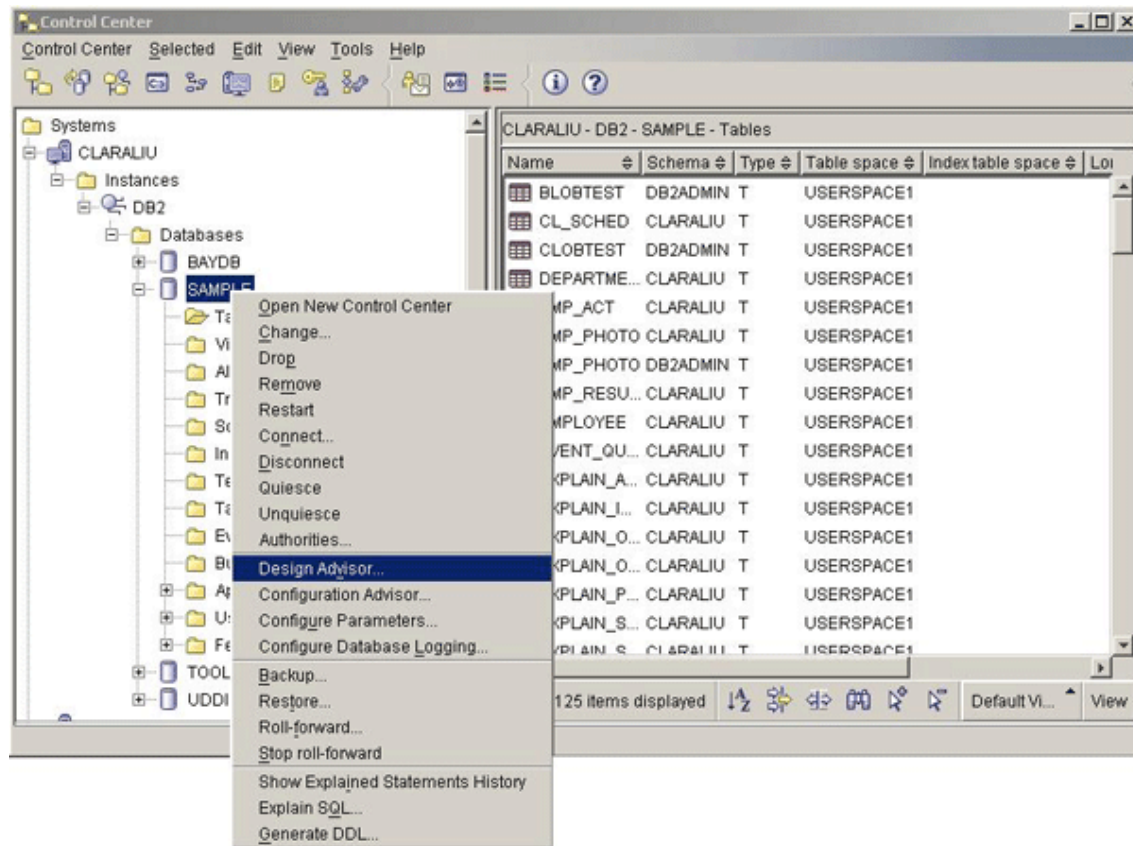 Control Center
Control Center Selected Edit View Tools Help
Systems
CLARALIU
Instances
DB2
Databases
BAYDB
SAMPLE
TOOL
UDDI
Open New Control Center
Change...
Drop
Remove
Restart
Connect...
Disconnect
Quiesce
Unquiesce
Authorities...
Design Advisor...
Configuration Advisor...
Configure Parameters...
Configure Database Logging...
Backup...
Restore...
Roll-forward...
Stop roll-forward
Show Explained Statements History
Explain SQL...
Generate DDL...
CLARALIU - DB2 - SAMPLE - Tables
Name Schema Type Table space Index table space Lo
BLOBTEST DB2ADMIN T USERSPACE1
CL_SCHED CLARALIU T USERSPACE1
CLOBTEST DB2ADMIN T USERSPACE1
DEPARTME... CLARALIU T USERSPACE1
MP_ACT CLARALIU T USERSPACE1
MP_PHOTO CLARALIU T USERSPACE1
MP_PHOTO DB2ADMIN T USERSPACE1
MP_RESU... CLARALIU T USERSPACE1
MPLOYEE CLARALIU T USERSPACE1
VENT_QU... CLARALIU T USERSPACE1
XPLAIN_A... CLARALIU T USERSPACE1
XPLAIN_I... CLARALIU T USERSPACE1
XPLAIN_O... CLARALIU T USERSPACE1
XPLAIN_O... CLARALIU T USERSPACE1
XPLAIN_P... CLARALIU T USERSPACE1
XPLAIN_S... CLARALIU T USERSPACE1
XPLAIN_S... CLARALIU T USERSPACE1
125 items displayed Default Vi... View